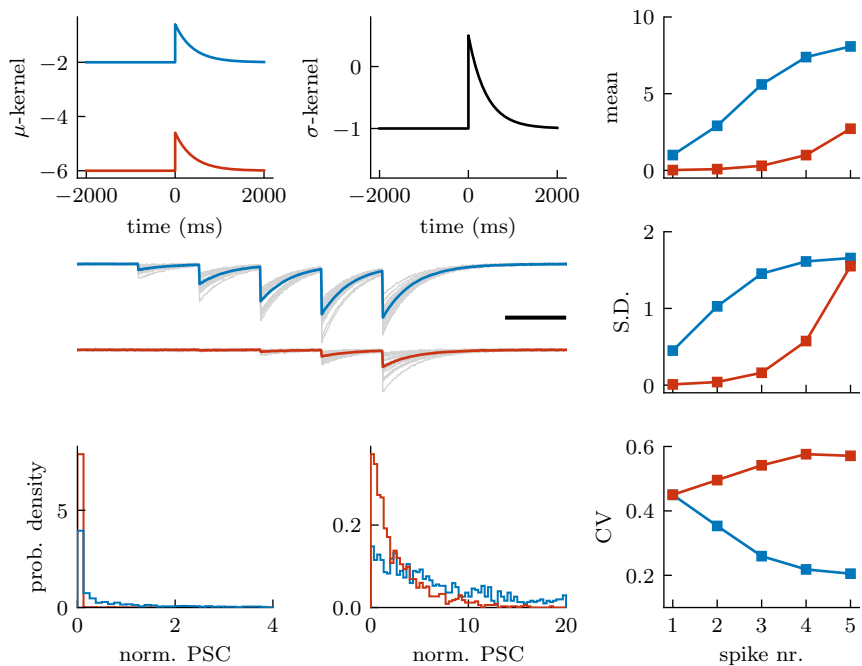 μ-kernel
−2
−4
−6
−2000 0 2000
time (ms)
σ-kernel
0
−1
−2000 0 2000
time (ms)
mean
10
5
0
S.D.
2
1
0
prob. density
5
0
0 2 4
norm. PSC
0.2
0.0
0 10 20
norm. PSC
CV
0.6
0.4
0.2
1 2 3 4 5
spike nr.